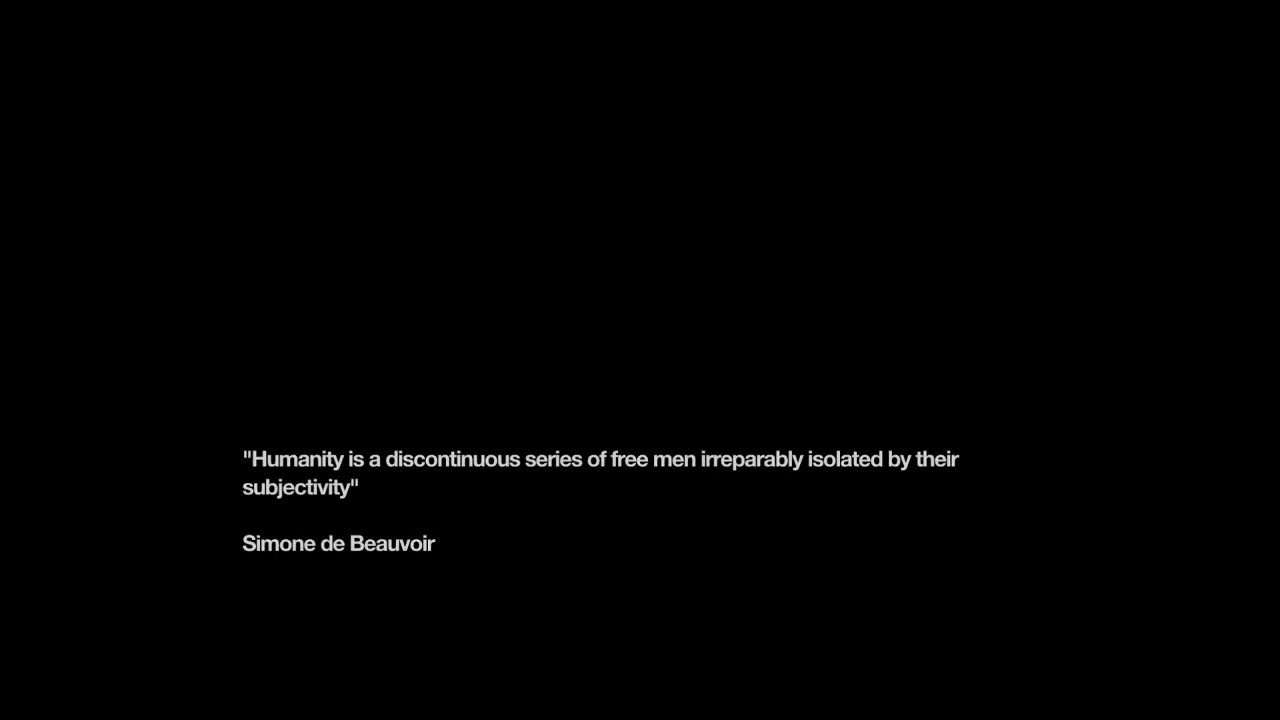 "Humanity is a discontinuous series of free men irreparably isolated by their
subjectivity"
Simone de Beauvoir